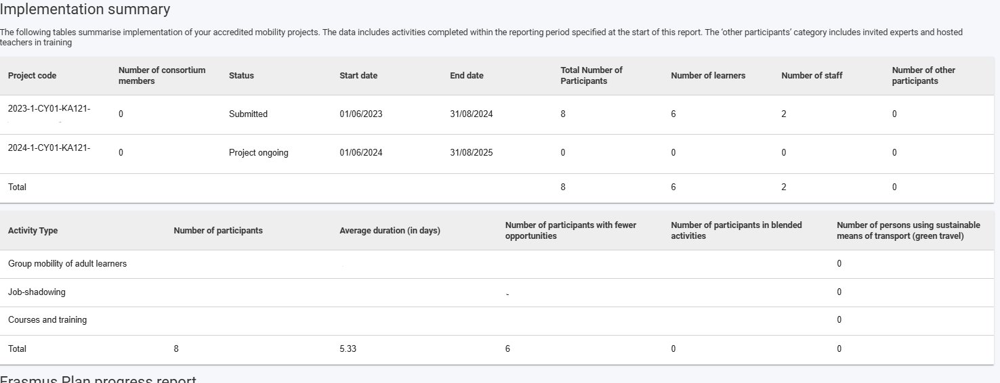 Implementation summary
The following tables summarise implementation of your accredited mobility projects. The data includes activities completed within the reporting period specified at the start of this report. The 'other participants' category includes invited experts and hosted
teachers in training
Project code Number of consortium members Status Start date End date Total Number of Participants Number of learners Number of staff Number of other participants
2023-1-CY01-KA121- 0 Submitted 01/06/2023 31/08/2024 8 6 2 0
2024-1-CY01-KA121- 0 Project ongoing 01/06/2024 31/08/2025 0 0 0 0
Total 8 6 2 0
Activity Type Number of participants Average duration (in days) Number of participants with fewer opportunities Number of participants in blended activities Number of persons using sustainable means of transport (green travel)
Group mobility of adult learners 0
Job-shadowing 0
Courses and training 0
Total 8 5.33 6 0 0
Erasmus Plan progress report